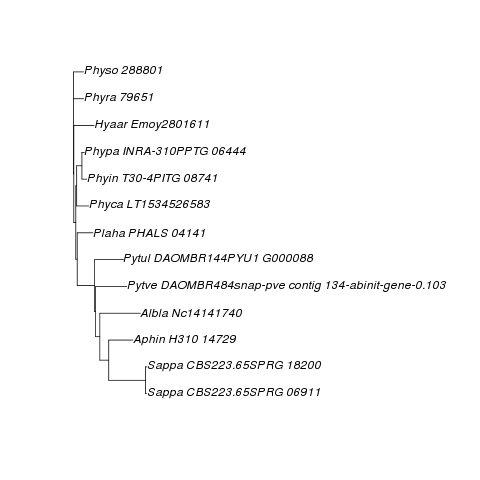 Physo 288801
Phyra 79651
Hyaar Emoy2801611
Phypa INRA-310PPTG 06444
Phyin T30-4PITG 08741
Phyca LT1534526583
Plaha PHALS 04141
Pytul DAOMBR144PYU1 G000088
Pytve DAOMBR484snap-pve contig 134-abinit-gene-0.103
Albla Nc14141740
Aphin H310 14729
Sappa CBS223.65SPRG 18200
Sappa CBS223.65SPRG 06911